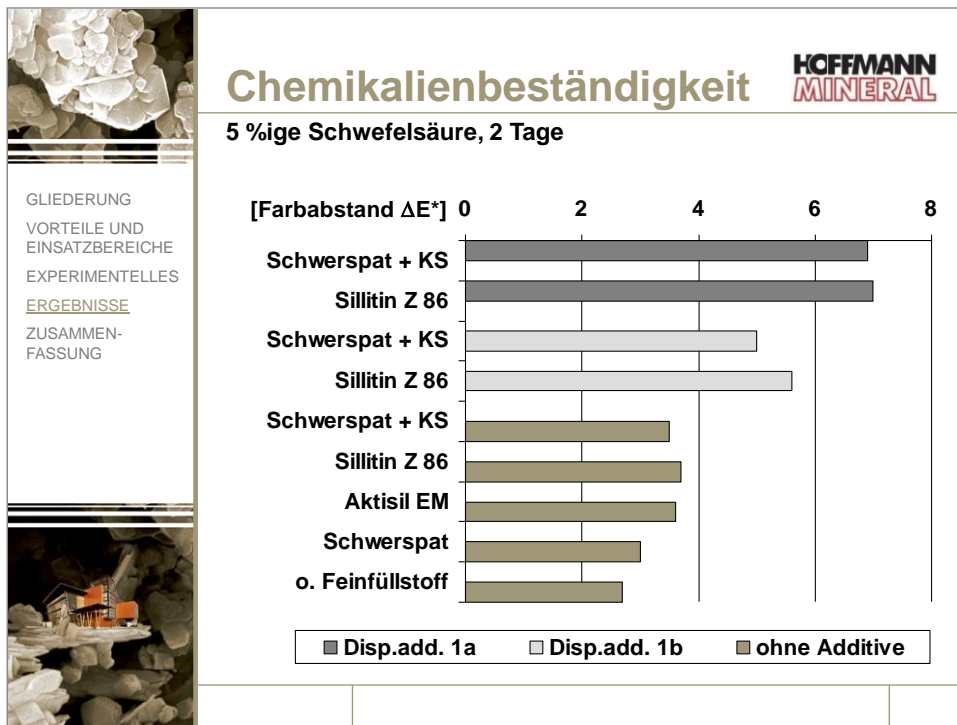 Chemikalienbeständigkeit
HOFFMANN
MINERAL
5 %ige Schwefelsäure, 2 Tage
GLIEDERUNG
VORTEILE UND
EINSATZBEREICHE
EXPERIMENTELLES
ERGEBNISSE
ZUSAMMEN-
FASSUNG
[Farbabstand ΔE*] 0 2 4 6 8
Schwerspat + KS
Sillitin Z 86
Schwerspat + KS
Sillitin Z 86
Schwerspat + KS
Sillitin Z 86
Aktisil EM
Schwerspat
o. Feinfüllstoff
Disp.add. 1a Disp.add. 1b ohne Additive